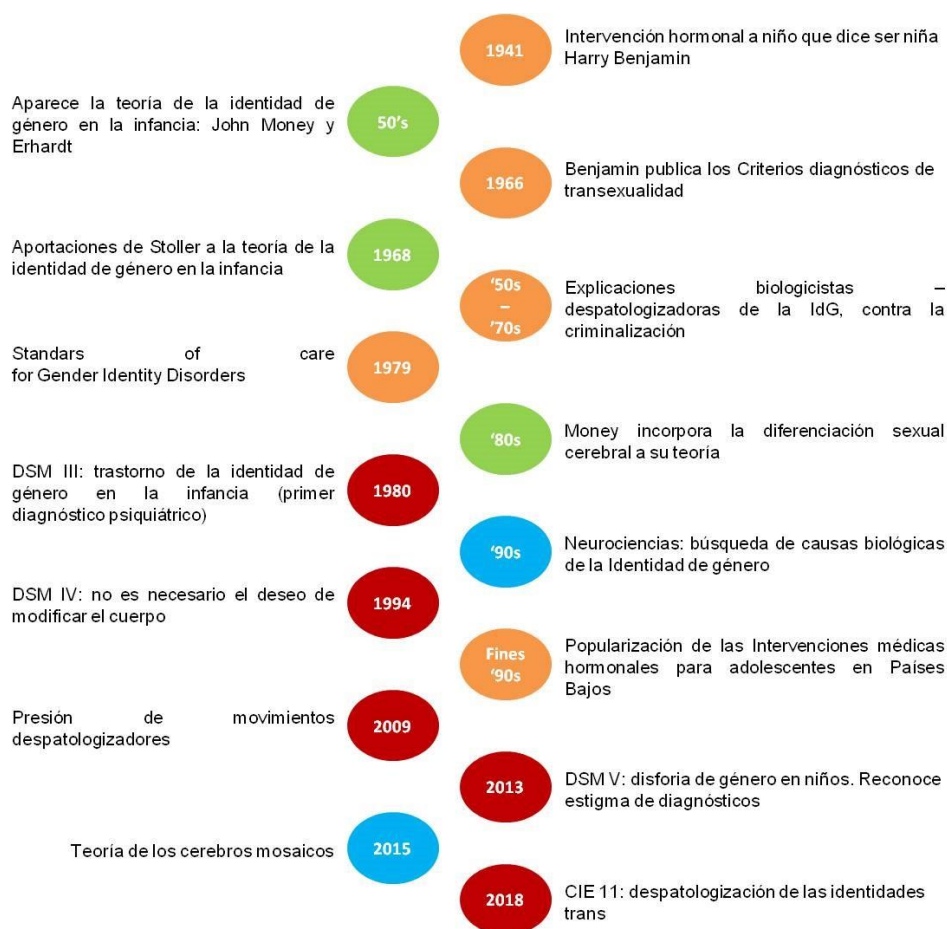 1941
Intervención hormonal a niño que dice ser niña
Harry Benjamin
Aparece la teoría de la identidad de
género en la infancia: John Money y
Erhardt
50's
1966
Benjamin publica los Criterios diagnósticos de
transexualidad
Aportaciones de Stoller a la teoría de la
identidad de género en la infancia
1968
'50s
–
'70s
Explicaciones biologicistas –
despatologizadoras de la IdG, contra la
criminalización
Standars of care
for Gender Identity Disorders
1979
'80s
Money incorpora la diferenciación sexual
cerebral a su teoría
DSM III: trastorno de la identidad de
género en la infancia (primer
diagnóstico psiquiátrico)
1980
'90s
Neurociencias: búsqueda de causas biológicas
de la Identidad de género
DSM IV: no es necesario el deseo de
modificar el cuerpo
1994
Fines
'90s
Popularización de las Intervenciones médicas
hormonales para adolescentes en Países
Bajos
Presión de movimientos
despatologizadores
2009
2013
DSM V: disforia de género en niños. Reconoce
estigma de diagnósticos
Teoría de los cerebros mosaicos
2015
2018
CIE 11: despatologización de las identidades
trans